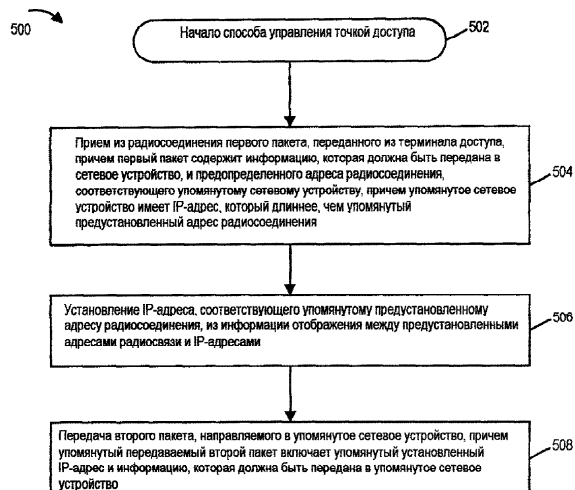 500
Начало способа управления точкой доступа
502
Прием из радиосоединения первого пакета, переданного из терминала доступа,
причем первый пакет содержит информацию, которая должна быть передана в
сетевое устройство, и предопределенного адреса радиосоединения,
соответствующего упомянутому сетевому устройству, причем упомянутое сетевое
устройство имеет IP-адрес, который длиннее, чем упомянутый
предустановленный адрес радиосоединения
504
Установление IP-адреса, соответствующего упомянутому предустановленному
адресу радиосоединения, из информации отображения между предустановленными
адресами радиосвязи и IP-адресами
506
Передача второго пакета, направляемого в упомянутое сетевое устройство, причем
упомянутый передаваемый второй пакет включает упомянутый установленный
IP-адрес и информацию, которая должна быть передана в упомянутое сетевое
устройство
508